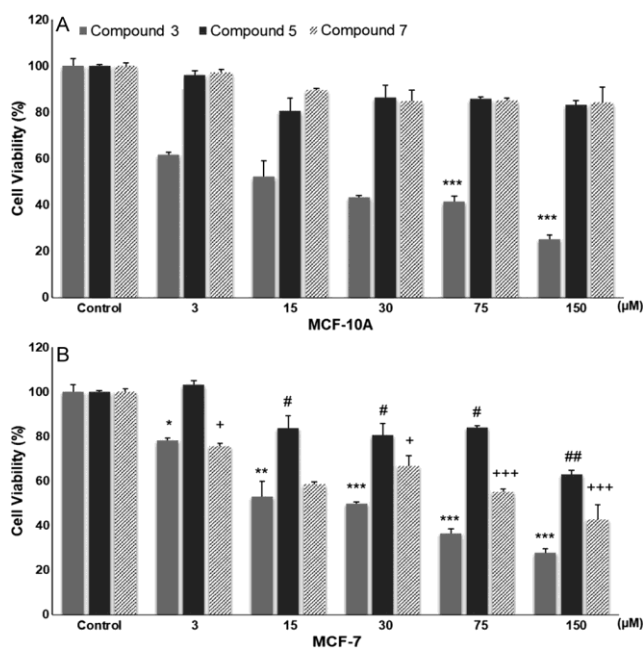 A
Compound 3 Compound 5 Compound 7
Cell Viability (%)
120
100
80
60
40
20
0
*** ***
Control 3 15 30 75 150 (μM)
MCF-10A
B
Cell Viability (%)
120
100
80
60
40
20
0
* + ** # *** # + *** # +++ *** ## +++
Control 3 15 30 75 150 (μM)
MCF-7